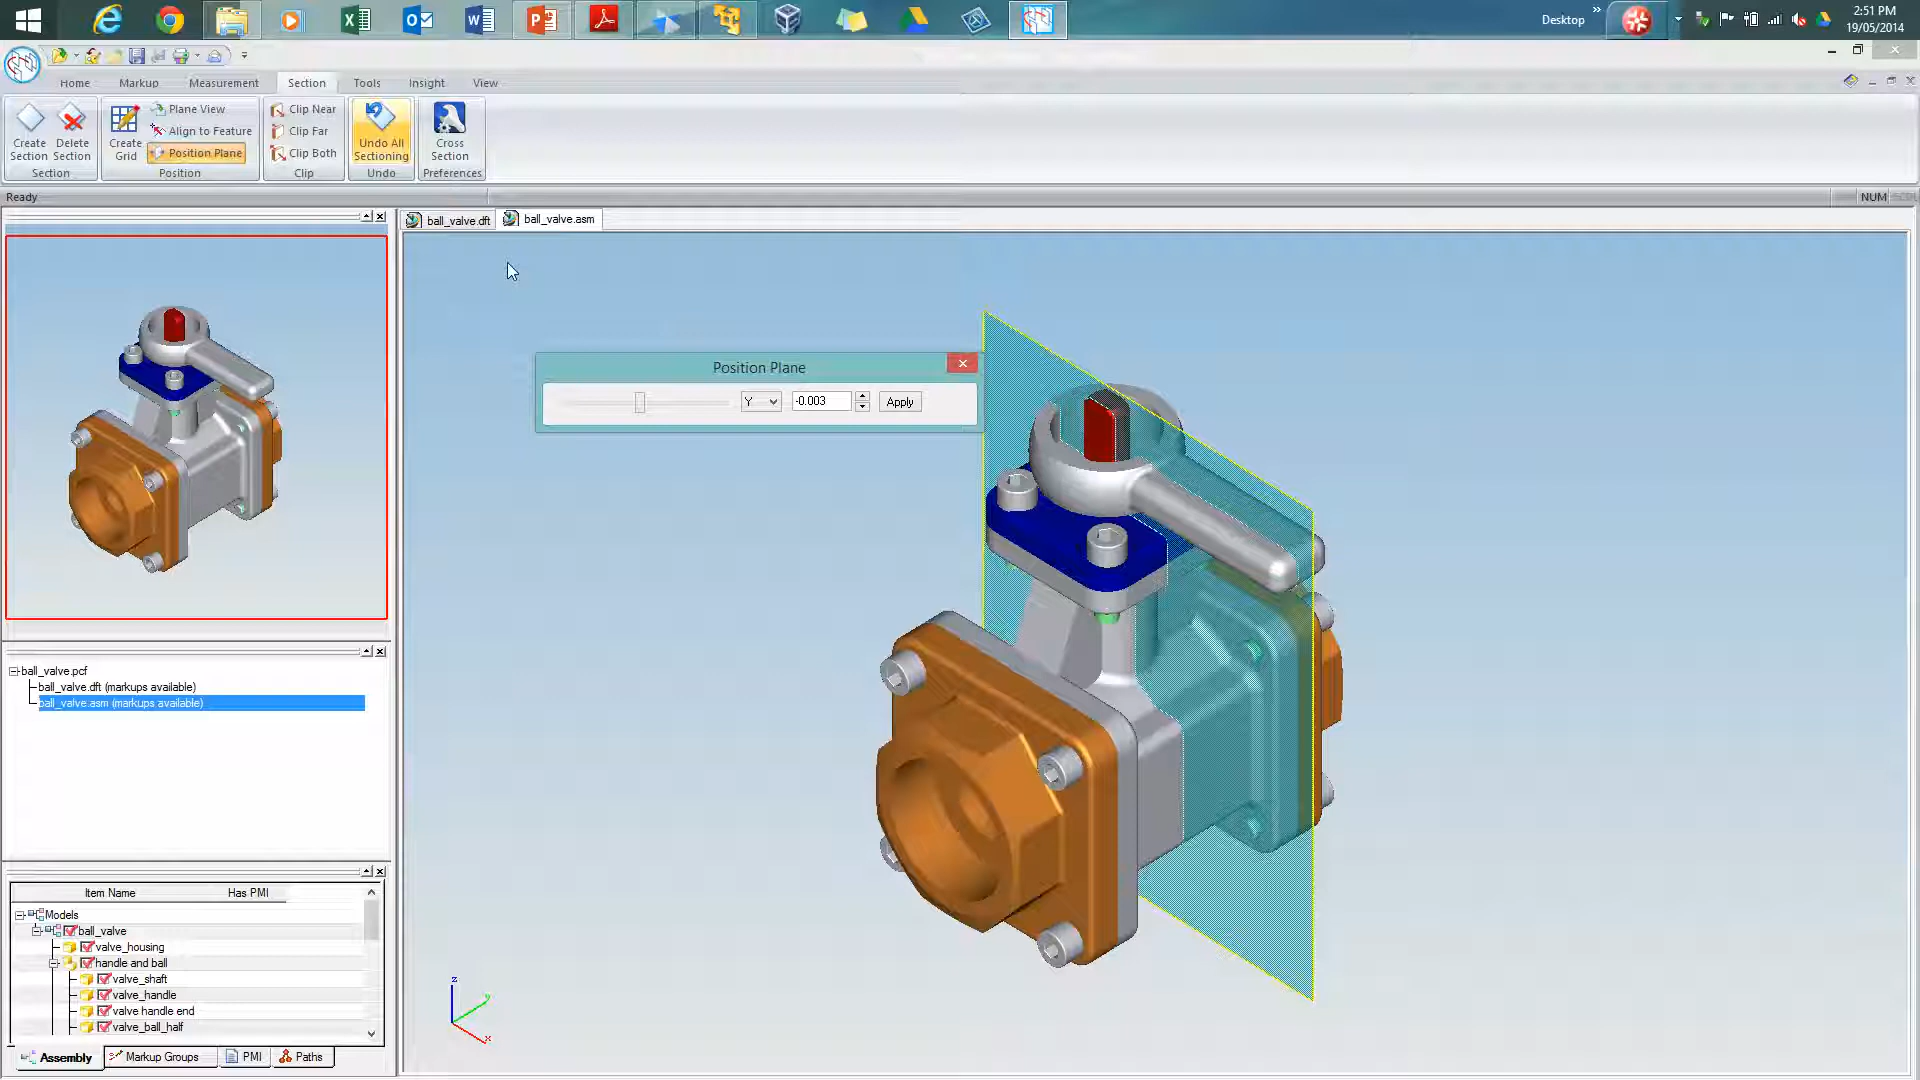 Desktop
2:51 PM
19/05/2014
Home Markup Measurement Section Tools Insight View
Create Section
Delete Section
Section
Create Grid
Plane View
Align to Feature
Position Plane
Position
Clip Near
Clip Far
Clip Both
Clip
Undo All Sectioning
Undo
Cross Section
Preferences
Ready
NUM
ball_valve.dft
ball_valve.asm
Position Plane
Y
-0.003
Apply
ball_valve.pcf
ball_valve.dft (markups available)
ball_valve.asm (markups available)
Item Name Has PMI
Models
ball_valve
valve_housing
handle and ball
valve_shaft
valve_handle
valve handle end
valve_ball_half
Assembly Markup Groups PMI Paths
z
x